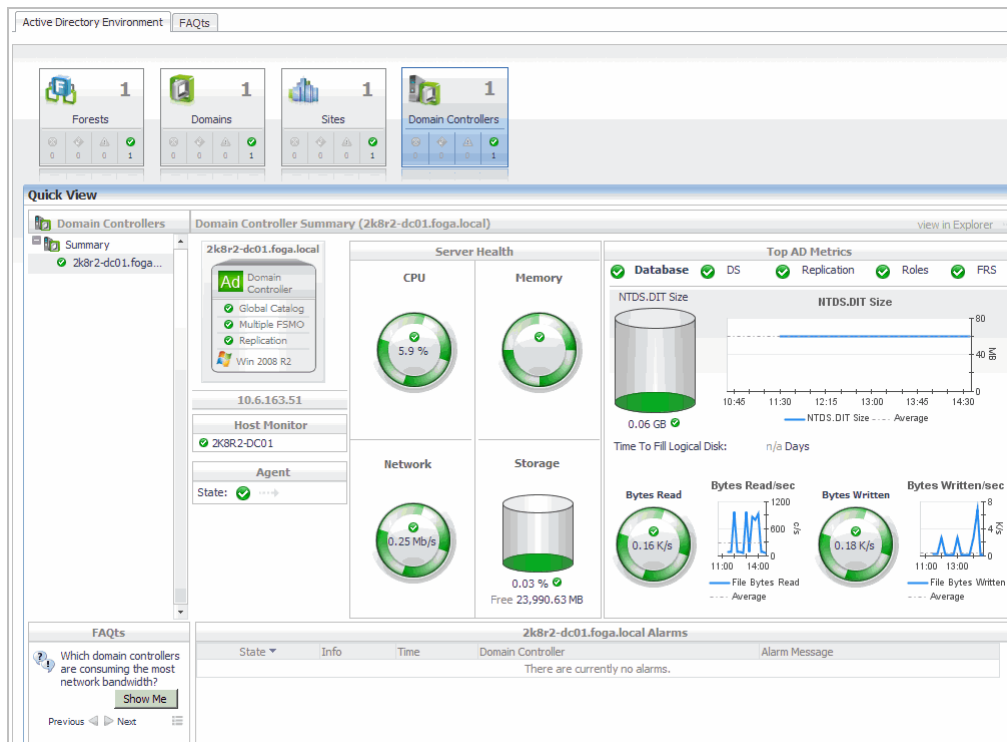 Active Directory Environment FAQts
1 1 1 1
Forests Domains Sites Domain Controllers
0 0 0 1 0 0 0 1 0 0 0 1 0 0 0 1
Quick View
Domain Controllers
Summary
2k8r2-dc01.foga...
Domain Controller Summary (2k8r2-dc01.foga.local) view in Explorer
2k8r2-dc01.foga.local
Ad Domain
Controller
Global Catalog
Multiple FSMO
Replication
Win 2008 R2
10.6.163.51
Host Monitor
2K8R2-DC01
Agent
State:
Server Health
CPU Memory
5.9 %
Network Storage
0.25 Mb/s
0.03 %
Free 23,990.63 MB
Top AD Metrics
Database DS Replication Roles FRS
NTDS.DIT Size
0.06 GB
NTDS.DIT Size
80
40
0
MB
10:45 11:30 12:15 13:00 13:45 14:30
NTDS.DIT Size Average
Time To Fill Logical Disk: n/a Days
Bytes Read
0.16 K/s
Bytes Read/sec
1200
600
0
c/s
11:00 14:00
File Bytes Read
Average
Bytes Written
0.18 K/s
Bytes Written/sec
8
4
0
K/s
11:00 13:00
File Bytes Written
Average
FAQts
Which domain controllers
are consuming the most
network bandwidth?
Show Me
Previous Next
2k8r2-dc01.foga.local Alarms
State Info Time Domain Controller Alarm Message
There are currently no alarms.